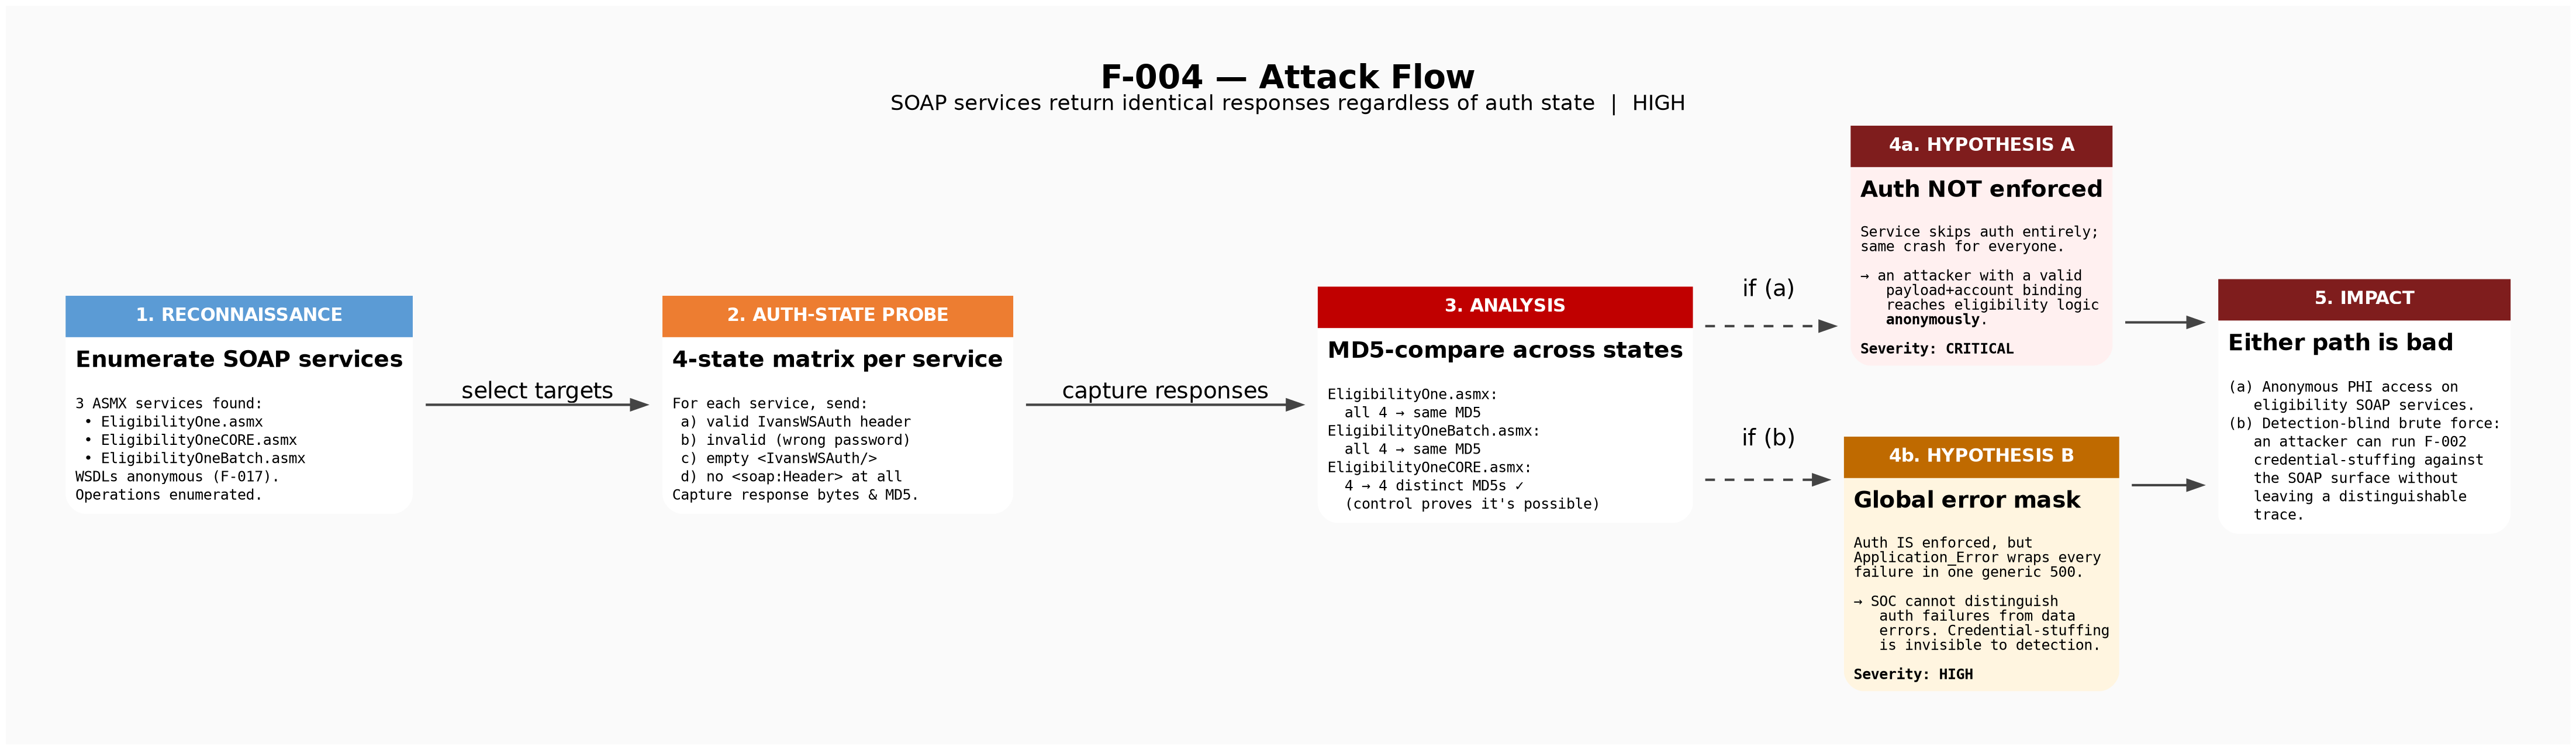 F-004 — Attack Flow
SOAP services return identical responses regardless of auth state | HIGH
1. RECONNAISSANCE
Enumerate SOAP services
3 ASMX services found:
• EligibilityOne.asmx
• EligibilityOneCORE.asmx
• EligibilityOneBatch.asmx
WSDLs anonymous (F-017).
Operations enumerated.
select targets
2. AUTH-STATE PROBE
4-state matrix per service
For each service, send:
a) valid IvansWSAuth header
b) invalid (wrong password)
c) empty <IvansWSAuth/>
d) no <soap:Header> at all
Capture response bytes & MD5.
capture responses
3. ANALYSIS
MD5-compare across states
EligibilityOne.asmx:
all 4 → same MD5
EligibilityOneBatch.asmx:
all 4 → same MD5
EligibilityOneCORE.asmx:
4 → 4 distinct MD5s ✓
(control proves it's possible)
if (a)
4a. HYPOTHESIS A
Auth NOT enforced
Service skips auth entirely;
same crash for everyone.
→ an attacker with a valid
payload+account binding
reaches eligibility logic
anonymously.
Severity: CRITICAL
if (b)
4b. HYPOTHESIS B
Global error mask
Auth IS enforced, but
Application_Error wraps every
failure in one generic 500.
→ SOC cannot distinguish
auth failures from data
errors. Credential-stuffing
is invisible to detection.
Severity: HIGH
5. IMPACT
Either path is bad
(a) Anonymous PHI access on
eligibility SOAP services.
(b) Detection-blind brute force:
an attacker can run F-002
credential-stuffing against
the SOAP surface without
leaving a distinguishable
trace.